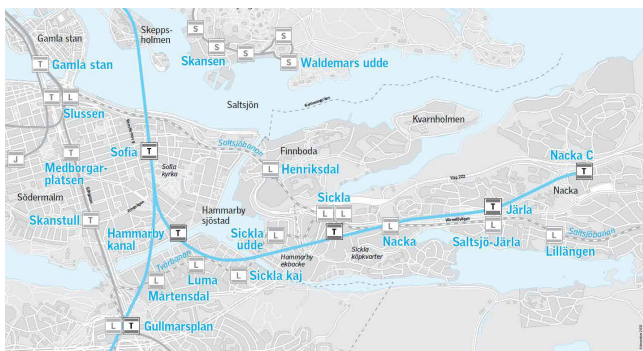 Gamla stan
Skepps-
holmen
S
S
S
S
S
Skansen
Waldemars udde
T
Gamla stan
T L
Slussen
Saltsjön
Kvarnholmen
Saltsjöbanan
Finnboda
Sofia
T
Sofia
kyrka
J
T
Medborgar-
platsen
L
Henriksdal
Väg 222
Nacka C
T
Nacka
Södermalm
Skanstull
T
Hammarby
sjöstad
Sickla
L L
T
Järla
Hammarby
kanal
T
Sickla
udde
L
T
L
Nacka
L
Saltsjö-Järla
L
Lillängen
Saltsjöbanan
Hammarby
ekbacke
Sickla
köpkvarter
Tvärbanan
L
Luma
L
Sickla kaj
L
Mårtensdal
L T
Gullmarsplan